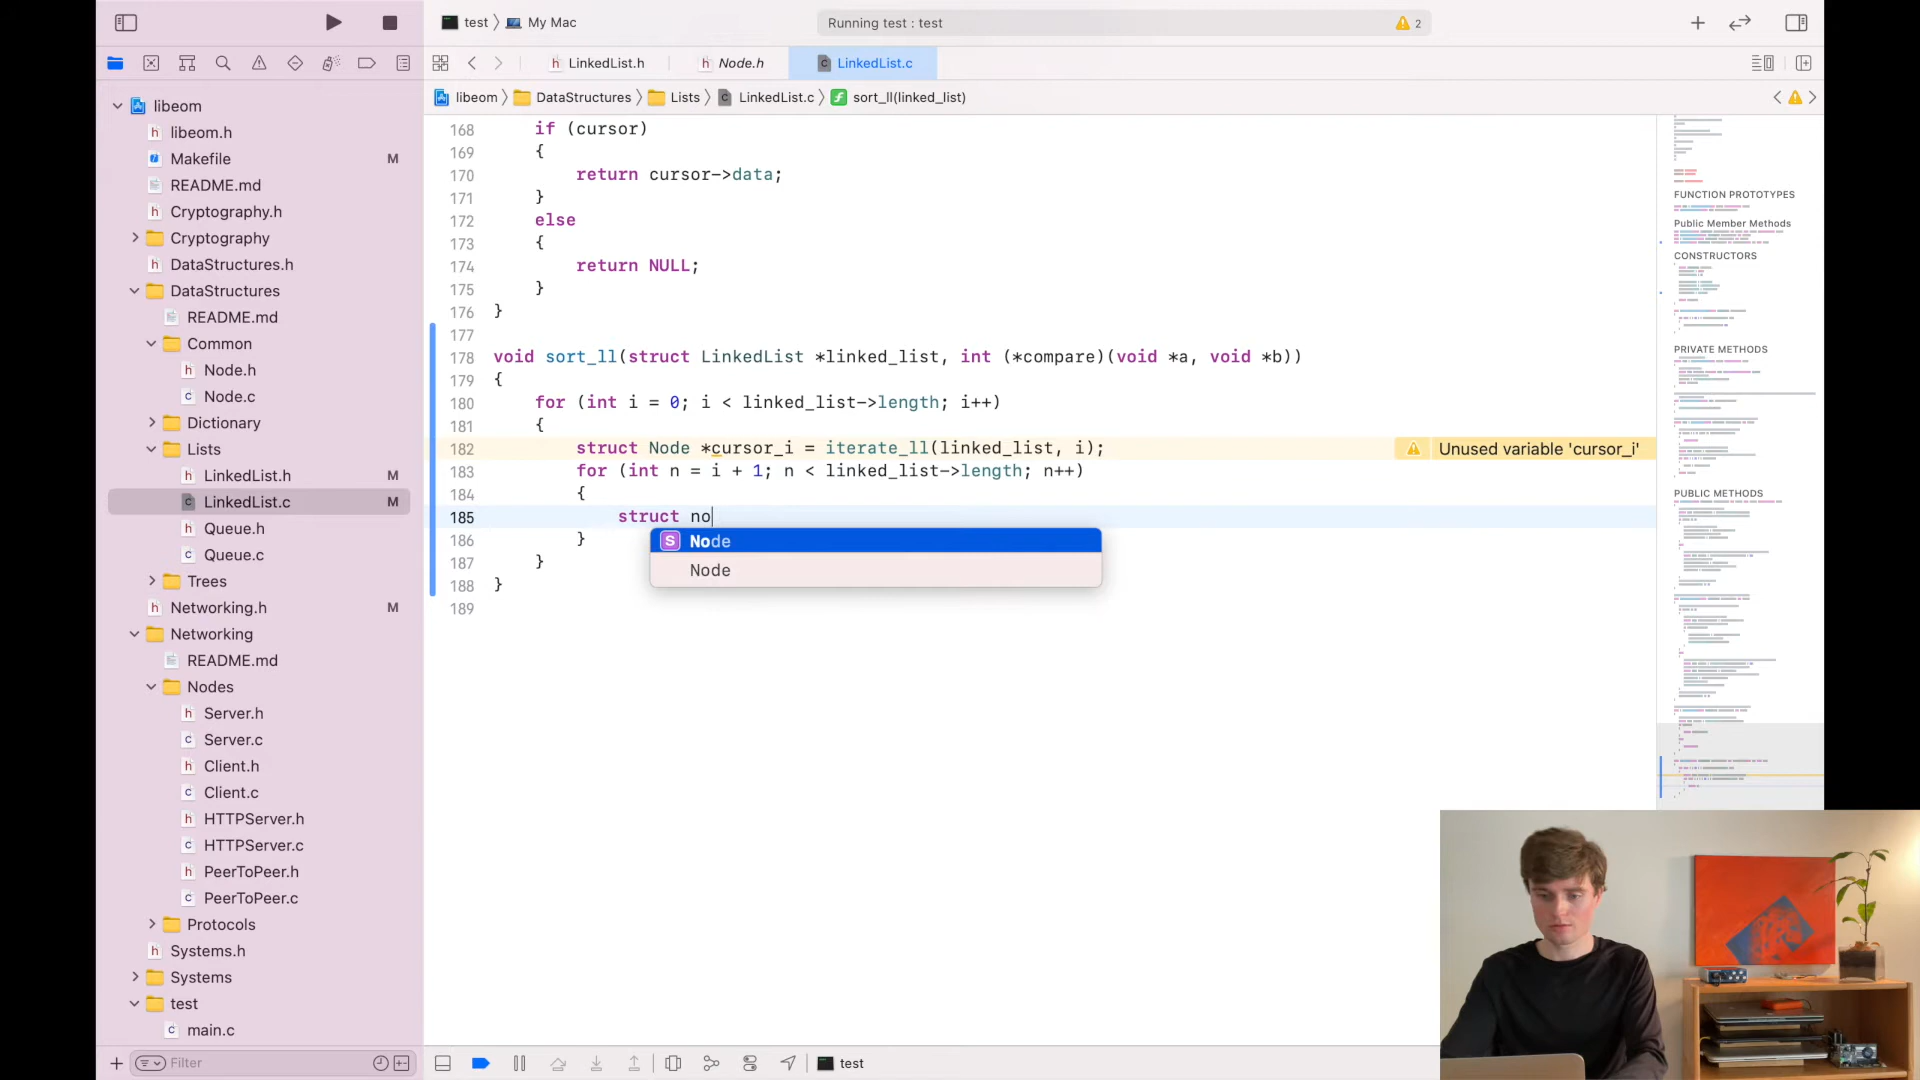 test
My Mac
Running test : test
2
LinkedList.h
Node.h
LinkedList.c
libeom
DataStructures
Lists
LinkedList.c
sort_ll(linked_list)
libeom
libeom.h
Makefile M
README.md
Cryptography.h
Cryptography
DataStructures.h
DataStructures
README.md
Common
Node.h
Node.c
Dictionary
Lists
LinkedList.h M
LinkedList.c M
Queue.h
Queue.c
Trees
Networking.h M
Networking
README.md
Nodes
Server.h
Server.c
Client.h
Client.c
HTTPServer.h
HTTPServer.c
PeerToPeer.h
PeerToPeer.c
Protocols
Systems.h
Systems
test
main.c
Filter
168 if (cursor)
169 {
170 return cursor->data;
171 }
172 else
173 {
174 return NULL;
175 }
176 }
177
178 void sort_ll(struct LinkedList *linked_list, int (*compare)(void *a, void *b))
179 {
180 for (int i = 0; i < linked_list->length; i++)
181 {
182 struct Node *cursor_i = iterate_ll(linked_list, i);
Unused variable 'cursor_i'
183 for (int n = i + 1; n < linked_list->length; n++)
184 {
185 struct no
186 }
187 }
188 }
189
S Node
Node
FUNCTION PROTOTYPES
Public Member Methods
CONSTRUCTORS
PRIVATE METHODS
PUBLIC METHODS
test